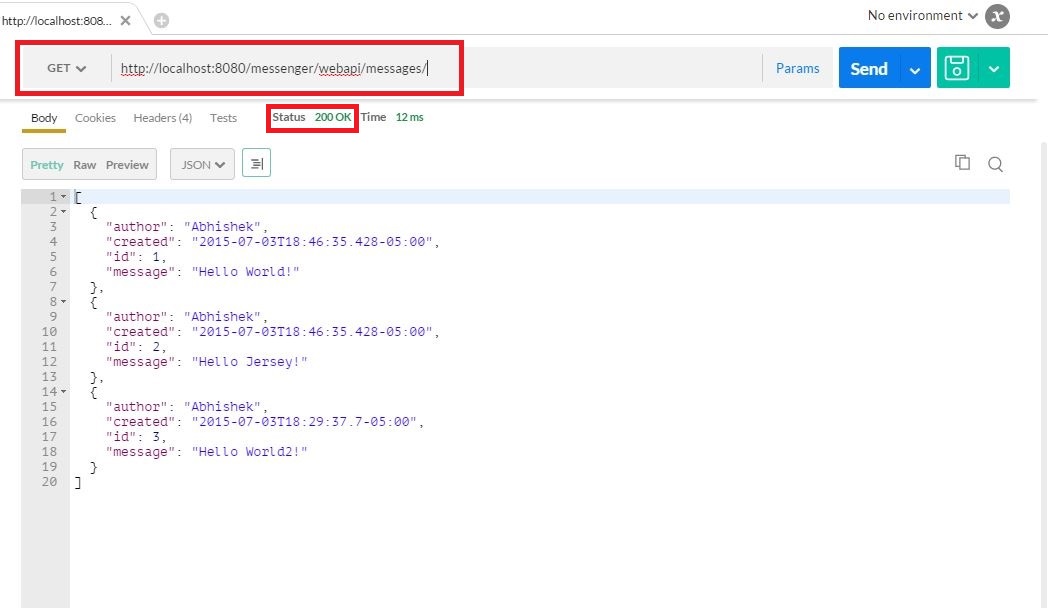 http://localhost:808...
No environment
GET http://localhost:8080/messenger/webapi/messages/ Params Send
Body Cookies Headers (4) Tests Status 200 OK Time 12 ms
Pretty Raw Preview JSON
1 [
2 {
3 "author": "Abhishek",
4 "created": "2015-07-03T18:46:35.428-05:00",
5 "id": 1,
6 "message": "Hello World!"
7 },
8 {
9 "author": "Abhishek",
10 "created": "2015-07-03T18:46:35.428-05:00",
11 "id": 2,
12 "message": "Hello Jersey!"
13 },
14 {
15 "author": "Abhishek",
16 "created": "2015-07-03T18:29:37.7-05:00",
17 "id": 3,
18 "message": "Hello World2!"
19 }
20 ]